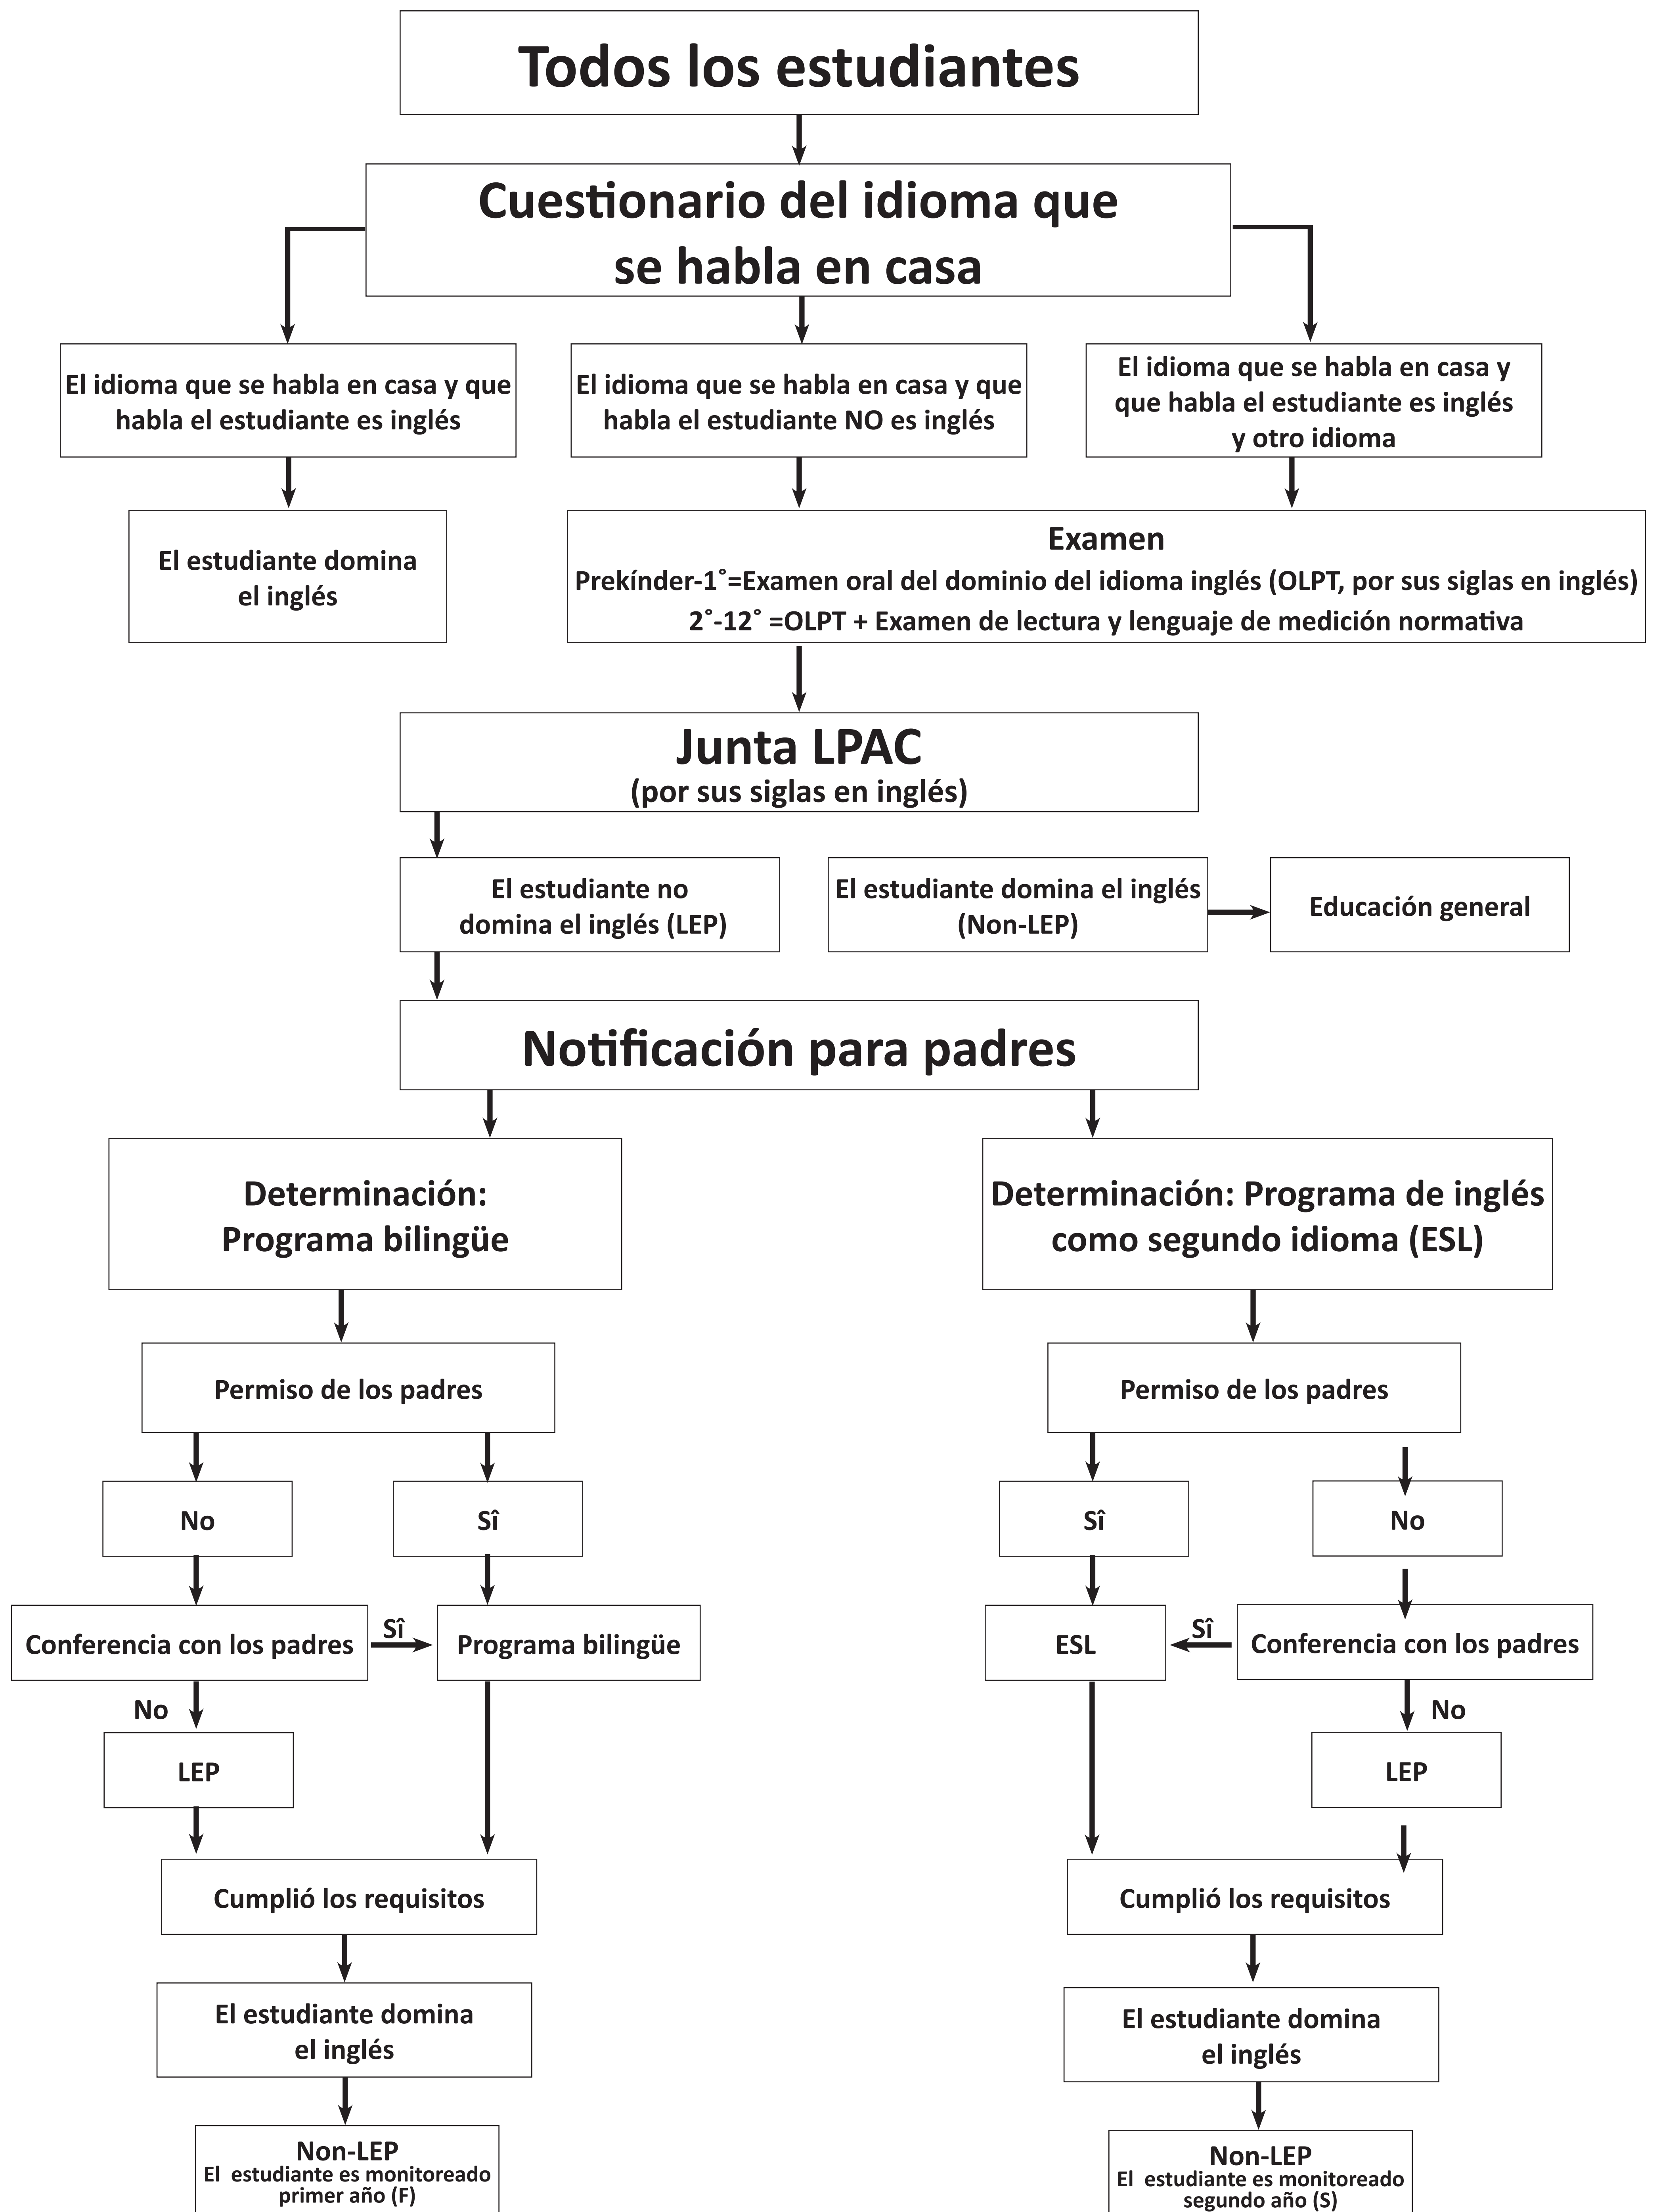 Todos los estudiantes
Cuestionario del idioma que
se habla en casa
El idioma que se habla en casa y que
habla el estudiante es inglés
El idioma que se habla en casa y que
habla el estudiante NO es inglés
El idioma que se habla en casa y
que habla el estudiante es inglés
y otro idioma
El estudiante domina
el inglés
Examen
Prekínder-1˚=Examen oral del dominio del idioma inglés (OLPT, por sus siglas en inglés)
2˚-12˚ =OLPT + Examen de lectura y lenguaje de medición normativa
Junta LPAC
(por sus siglas en inglés)
El estudiante no
domina el inglés (LEP)
El estudiante domina el inglés
(Non-LEP)
Educación general
Notificación para padres
Determinación:
Programa bilingüe
Determinación: Programa de inglés
como segundo idioma (ESL)
Permiso de los padres
Permiso de los padres
No
Sî
Sî
No
Conferencia con los padres
Sî
Programa bilingüe
ESL
Sî
Conferencia con los padres
No
No
LEP
LEP
Cumplió los requisitos
Cumplió los requisitos
El estudiante domina
el inglés
El estudiante domina
el inglés
Non-LEP
El estudiante es monitoreado
primer año (F)
Non-LEP
El estudiante es monitoreado
segundo año (S)